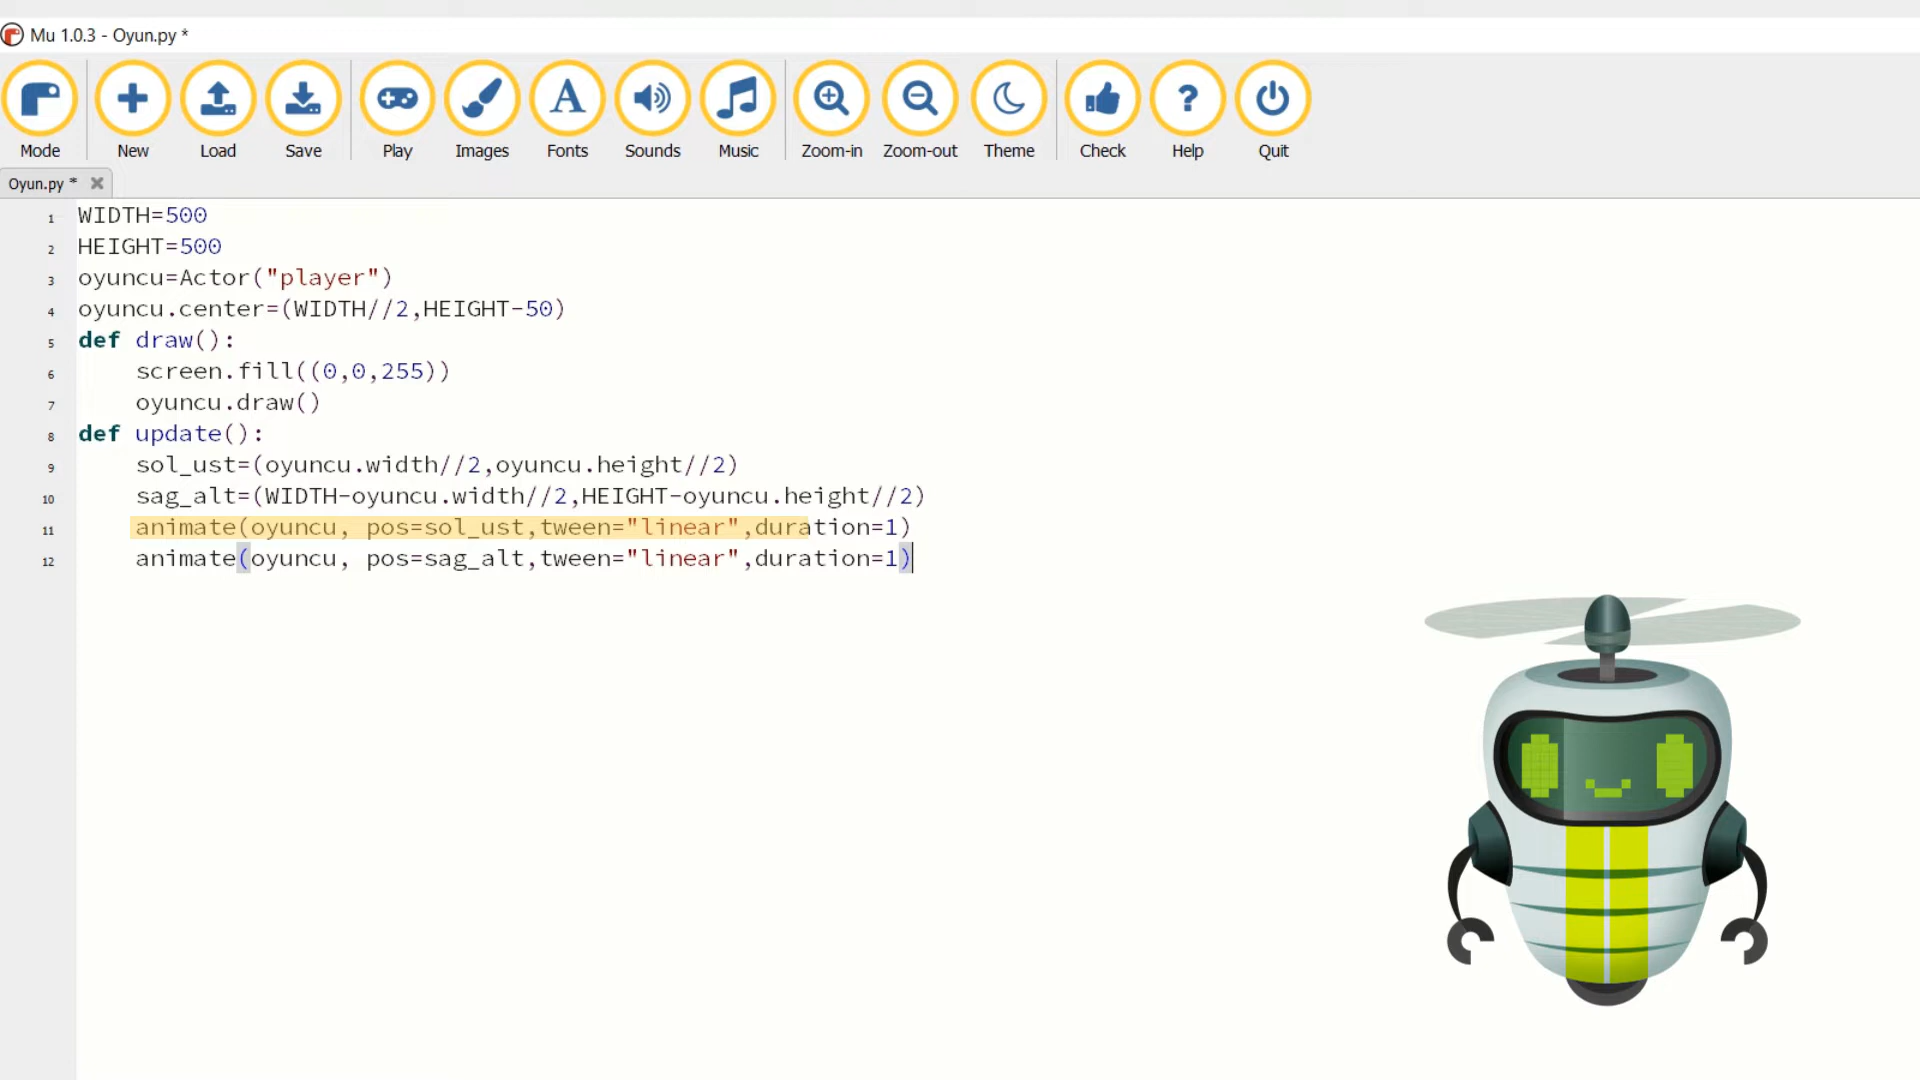 Mu 1.0.3 - Oyun.py *
Mode New Load Save Play Images Fonts Sounds Music Zoom-in Zoom-out Theme Check Help Quit
Oyun.py *
1 WIDTH=500
2 HEIGHT=500
3 oyuncu=Actor("player")
4 oyuncu.center=(WIDTH//2,HEIGHT-50)
5 def draw():
6     screen.fill((0,0,255))
7     oyuncu.draw()
8 def update():
9     sol_ust=(oyuncu.width//2,oyuncu.height//2)
10     sag_alt=(WIDTH-oyuncu.width//2,HEIGHT-oyuncu.height//2)
11     animate(oyuncu, pos=sol_ust,tween="linear",duration=1)
12     animate(oyuncu, pos=sag_alt,tween="linear",duration=1)